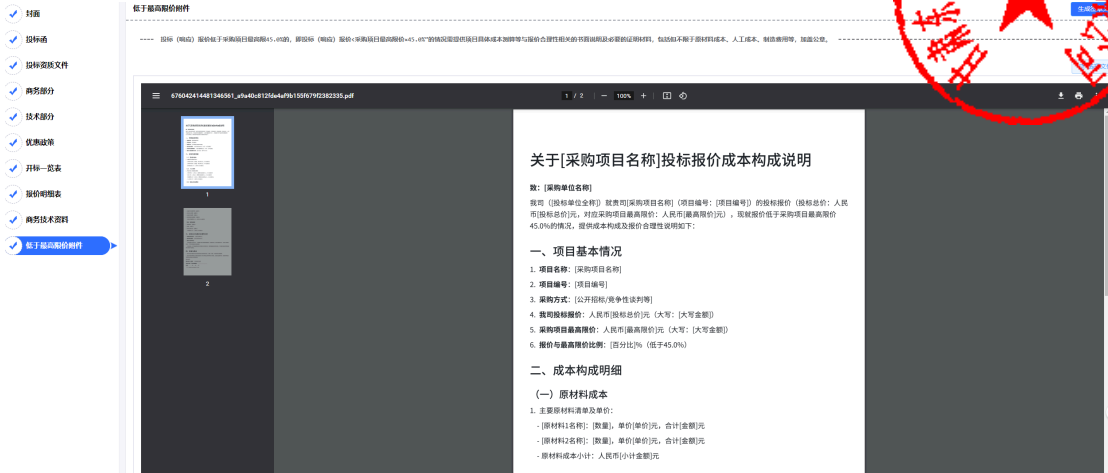 封面
投标函
投标资质文件
商务部分
技术部分
优惠政策
开标一览表
报价明细表
商务技术资料
低于最高限价附件
低于最高限价附件
投标（响应）报价低于采购项目最高限45.0%的，即投标（响应）报价<采购项目最高限价×45.0%"的情况需提供项目具体成本测算等与报价合理性相关的书面说明及必要的证明材料，包括但不限于原材料成本、人工成本、制造费用等，加盖公章。
676042414481346561_a9a40c812fde4af9b155f679f2382335.pdf
1 / 2
100%
1
2
关于[采购项目名称]投标报价成本构成说明
致：[采购单位名称]
我司（[投标单位全称]）就贵司[采购项目名称]（项目编号：[项目编号]）的投标报价（投标总价：人民
币[投标总价]元，对应采购项目最高限价：人民币[最高限价]元），现就报价低于采购项目最高限价
45.0%的情况，提供成本构成及报价合理性说明如下：
一、项目基本情况
1. 项目名称：[采购项目名称]
2. 项目编号：[项目编号]
3. 采购方式：[公开招标/竞争性谈判等]
4. 我司投标报价：人民币[投标总价]元（大写：[大写金额]）
5. 采购项目最高限价：人民币[最高限价]元（大写：[大写金额]）
6. 报价与最高限价比例：[百分比]%（低于45.0%）
二、成本构成明细
（一）原材料成本
1. 主要原材料清单及单价：
- [原材料1名称]：[数量]，单价[单价]元，合计[金额]元
- [原材料2名称]：[数量]，单价[单价]元，合计[金额]元
- 原材料成本小计：人民币[小计金额]元